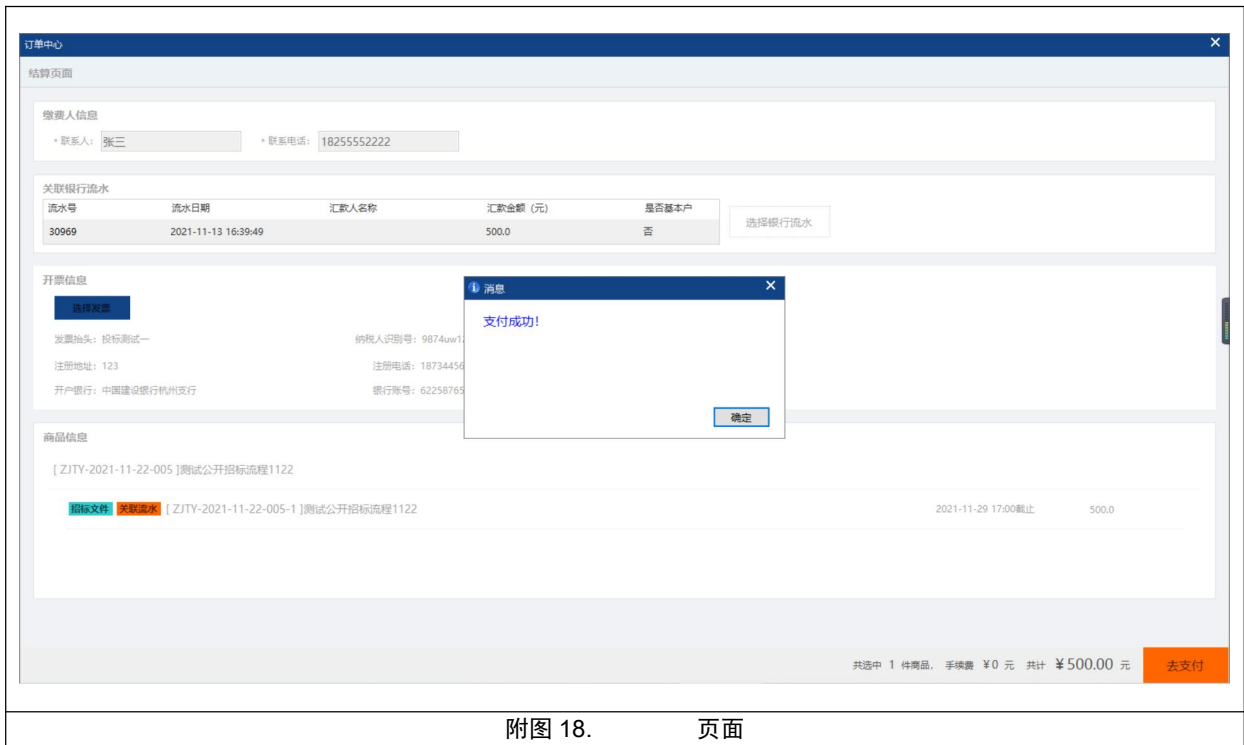 订单中心
结算页面
缴费人信息
* 联系人: 张三 * 联系电话: 18255552222
关联银行流水
流水号 流水日期 汇款人名称 汇款金额（元） 是否基本户
30969 2021-11-13 16:39:49 500.0 否
选择银行流水
开票信息
选择发票
发票抬头: 投标测试一 纳税人识别号: 9874uw1
注册地址: 123 注册电话: 18734456
开户银行: 中国建设银行杭州支行 银行账号: 62258765
消息
支付成功!
确定
商品信息
[ ZJTY-2021-11-22-005 ]测试公开招标流程1122
招标文件 关联流水 [ ZJTY-2021-11-22-005-1 ]测试公开招标流程1122 2021-11-29 17:00截止 500.0
共选中 1 件商品, 手续费 ¥0 元 共计 ¥500.00 元 去支付
附图 18. 页面